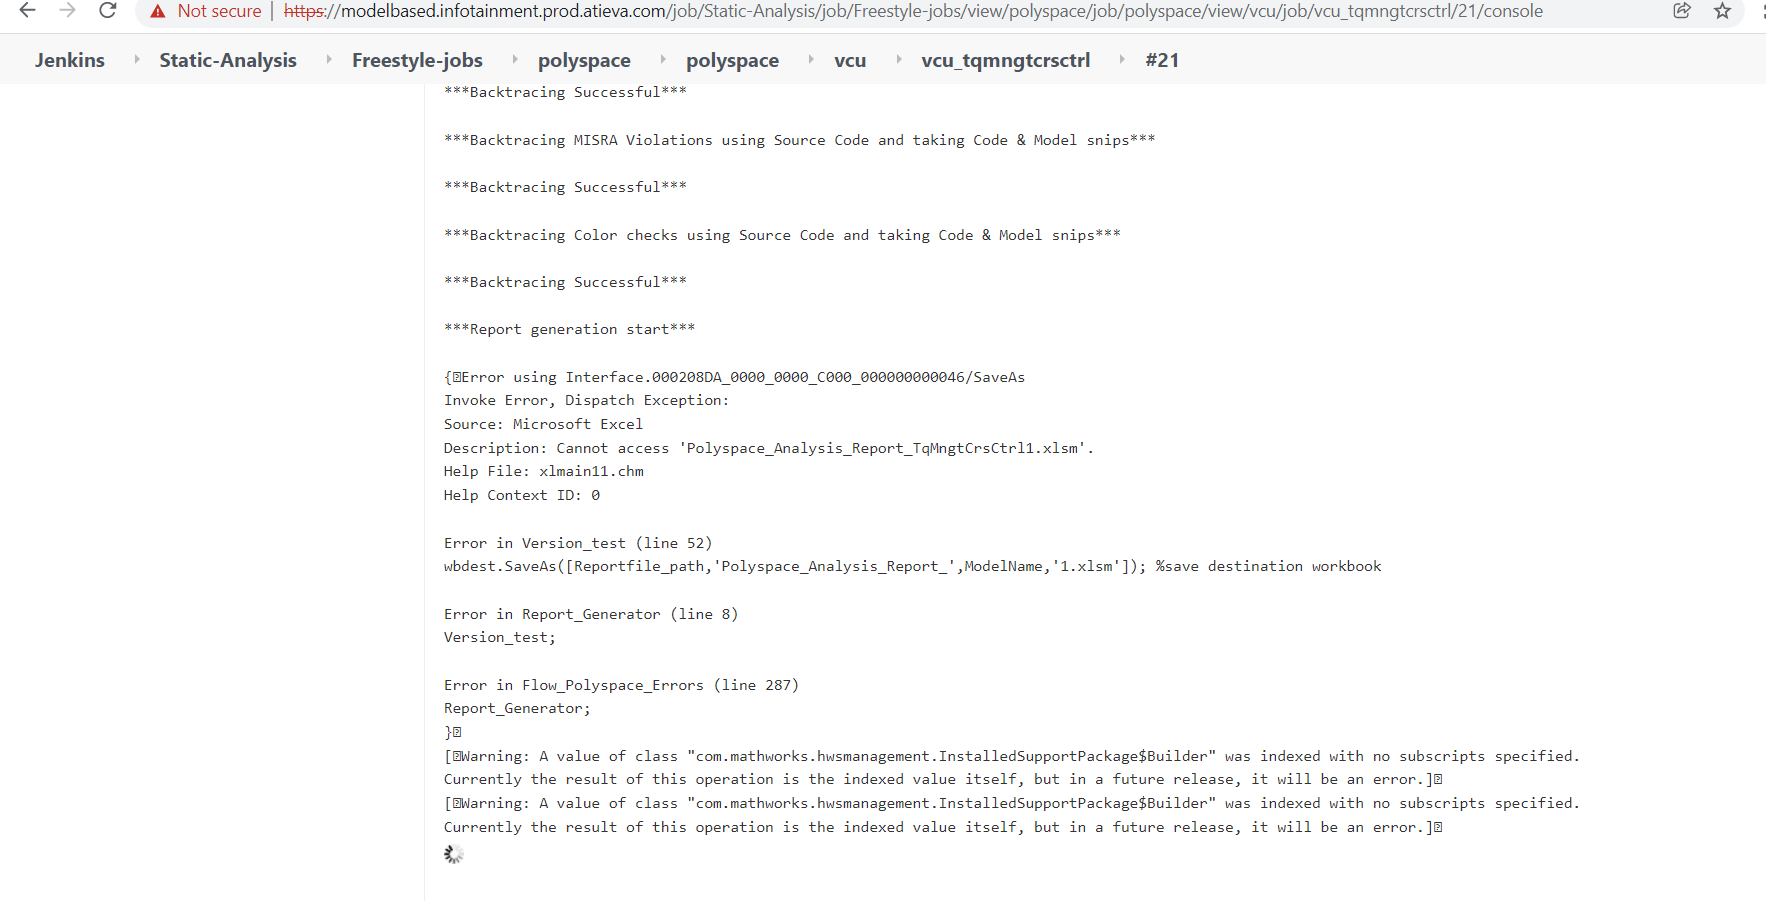 Not secure | https://modelbased.infotainment.prod.atieva.com/job/Static-Analysis/job/Freestyle-jobs/view/polyspace/job/polyspace/view/vcu/job/vcu_tqmngtcrsctrl/21/console
Jenkins Static-Analysis Freestyle-jobs polyspace polyspace vcu vcu_tqmngtcrsctrl #21
***Backtracing Successful***
***Backtracing MISRA Violations using Source Code and taking Code & Model snips***
***Backtracing Successful***
***Backtracing Color checks using Source Code and taking Code & Model snips***
***Backtracing Successful***
***Report generation start***
{Error using Interface.000208DA_0000_0000_C000_000000000046/SaveAs
Invoke Error, Dispatch Exception:
Source: Microsoft Excel
Description: Cannot access 'Polyspace_Analysis_Report_TqMngtCrsCtrl1.xlsm'.
Help File: xlmain11.chm
Help Context ID: 0
Error in Version_test (line 52)
wbdest.SaveAs([Reportfile_path,'Polyspace_Analysis_Report_',ModelName,'1.xlsm']); %save destination workbook
Error in Report_Generator (line 8)
Version_test;
Error in Flow_Polyspace_Errors (line 287)
Report_Generator;
}
[Warning: A value of class "com.mathworks.hwsmanagement.InstalledSupportPackage$Builder" was indexed with no subscripts specified.
Currently the result of this operation is the indexed value itself, but in a future release, it will be an error.]
[Warning: A value of class "com.mathworks.hwsmanagement.InstalledSupportPackage$Builder" was indexed with no subscripts specified.
Currently the result of this operation is the indexed value itself, but in a future release, it will be an error.]